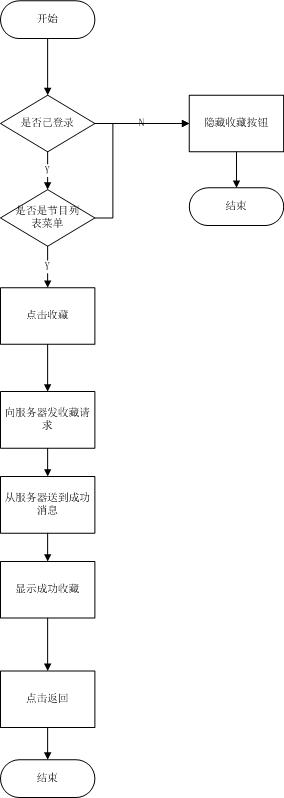 开始
是否已登录
N
隐藏收藏按钮
Y
结束
是否是节目列
表菜单
Y
点击收藏
向服务器发收藏请
求
从服务器送到成功
消息
显示成功收藏
点击返回
结束